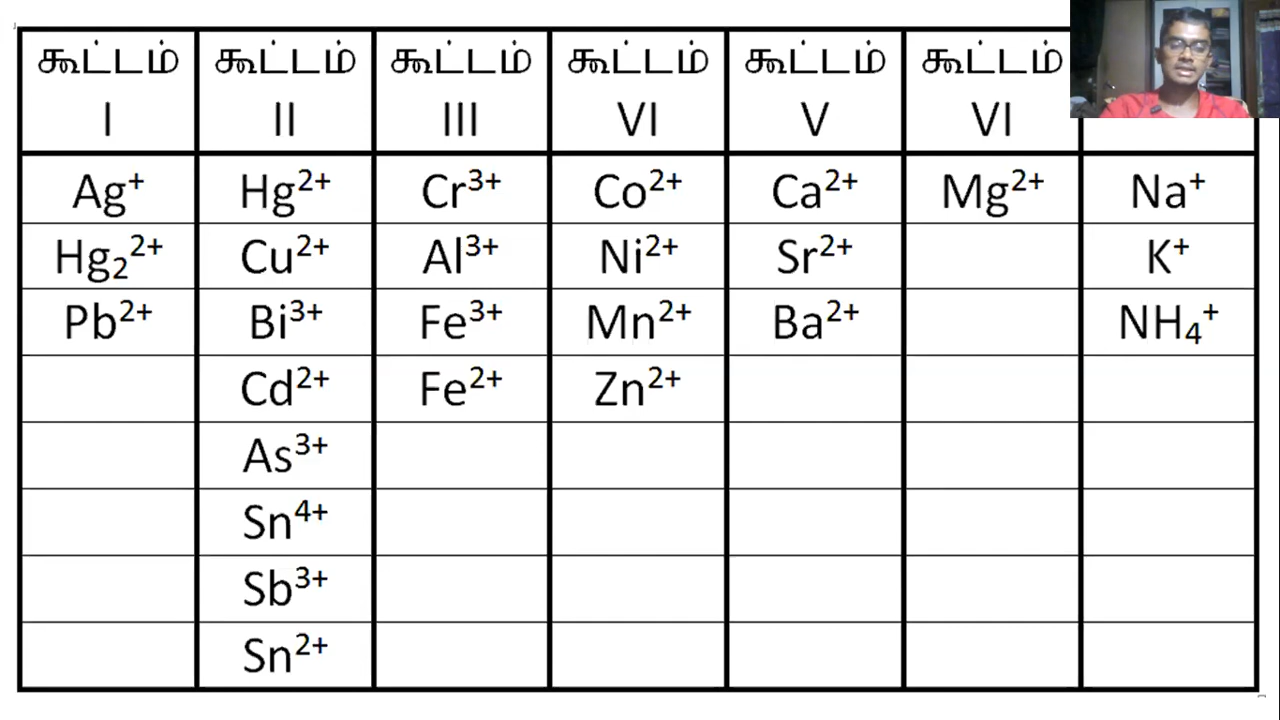 கூட்டம் கூட்டம் கூட்டம் கூட்டம் கூட்டம் கூட்டம்
I II III VI V VI
Ag⁺ Hg²⁺ Cr³⁺ Co²⁺ Ca²⁺ Mg²⁺ Na⁺
Hg₂²⁺ Cu²⁺ Al³⁺ Ni²⁺ Sr²⁺ K⁺
Pb²⁺ Bi³⁺ Fe³⁺ Mn²⁺ Ba²⁺ NH₄⁺
Cd²⁺ Fe²⁺ Zn²⁺
As³⁺
Sn⁴⁺
Sb³⁺
Sn²⁺